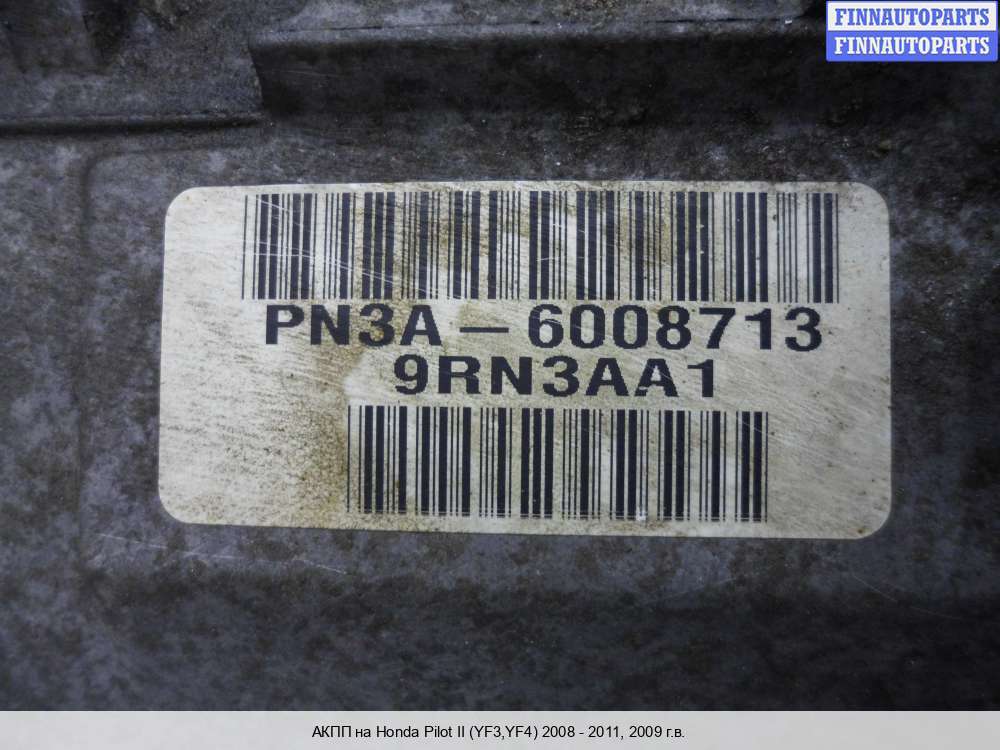 FINNAUTOPARTS
FINNAUTOPARTS
PN3A – 6008713
9RN3AA1
АКПП на Honda Pilot II (YF3,YF4) 2008 - 2011, 2009 г.в.